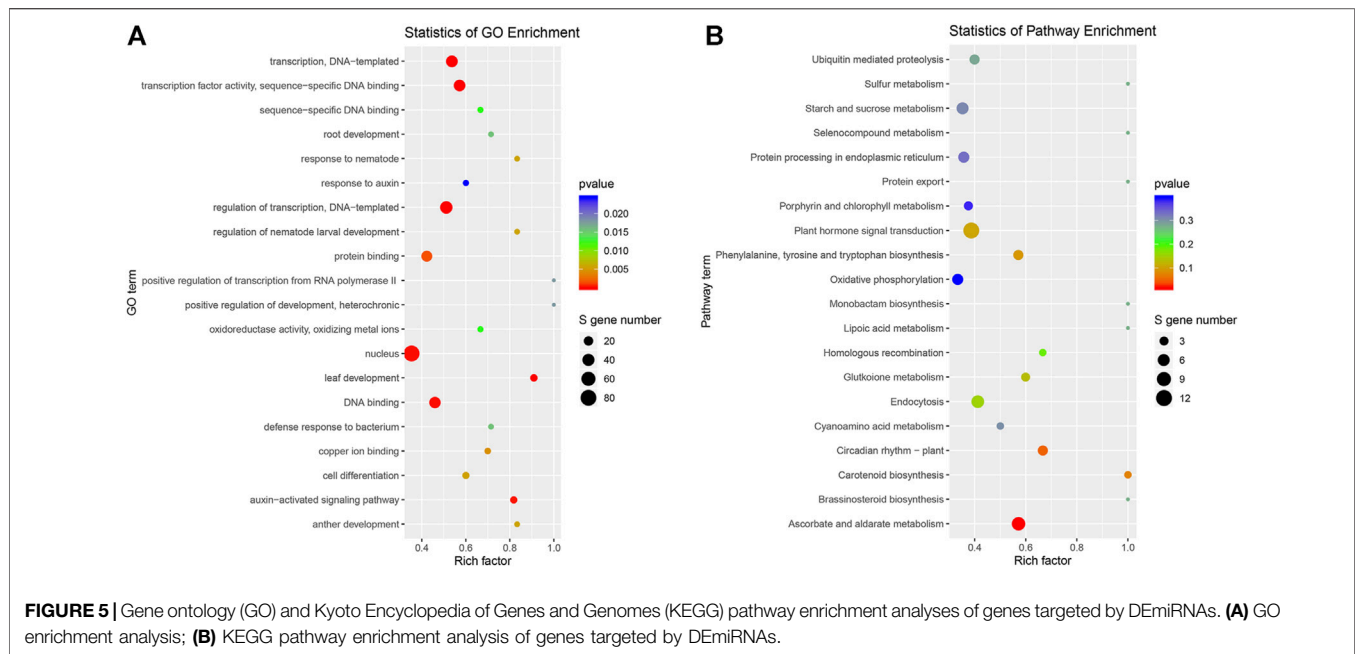 A
Statistics of GO Enrichment
GO term
transcription, DNA−templated
transcription factor activity, sequence−specific DNA binding
sequence−specific DNA binding
root development
response to nematode
response to auxin
regulation of transcription, DNA−templated
regulation of nematode larval development
protein binding
positive regulation of transcription from RNA polymerase II
positive regulation of development, heterochronic
oxidoreductase activity, oxidizing metal ions
nucleus
leaf development
DNA binding
defense response to bacterium
copper ion binding
cell differentiation
auxin−activated signaling pathway
anther development
0.4 0.6 0.8 1.0
Rich factor
pvalue
0.020
0.015
0.010
0.005
S gene number
20
40
60
80
B
Statistics of Pathway Enrichment
Pathway term
Ubiquitin mediated proteolysis
Sulfur metabolism
Starch and sucrose metabolism
Selenocompound metabolism
Protein processing in endoplasmic reticulum
Protein export
Porphyrin and chlorophyll metabolism
Plant hormone signal transduction
Phenylalanine, tyrosine and tryptophan biosynthesis
Oxidative phosphorylation
Monobactam biosynthesis
Lipoic acid metabolism
Homologous recombination
Glutkoione metabolism
Endocytosis
Cyanoamino acid metabolism
Circadian rhythm − plant
Carotenoid biosynthesis
Brassinosteroid biosynthesis
Ascorbate and aldarate metabolism
0.4 0.6 0.8 1.0
Rich factor
pvalue
0.3
0.2
0.1
S gene number
3
6
9
12
FIGURE 5 | Gene ontology (GO) and Kyoto Encyclopedia of Genes and Genomes (KEGG) pathway enrichment analyses of genes targeted by DEmiRNAs. (A) GO
enrichment analysis; (B) KEGG pathway enrichment analysis of genes targeted by DEmiRNAs.